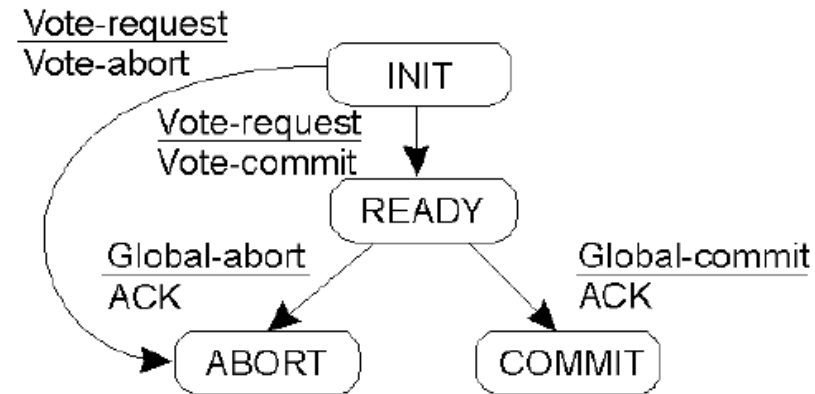 Vote-request
Vote-abort
INIT
Vote-request
Vote-commit
READY
Global-abort
ACK
Global-commit
ACK
ABORT
COMMIT